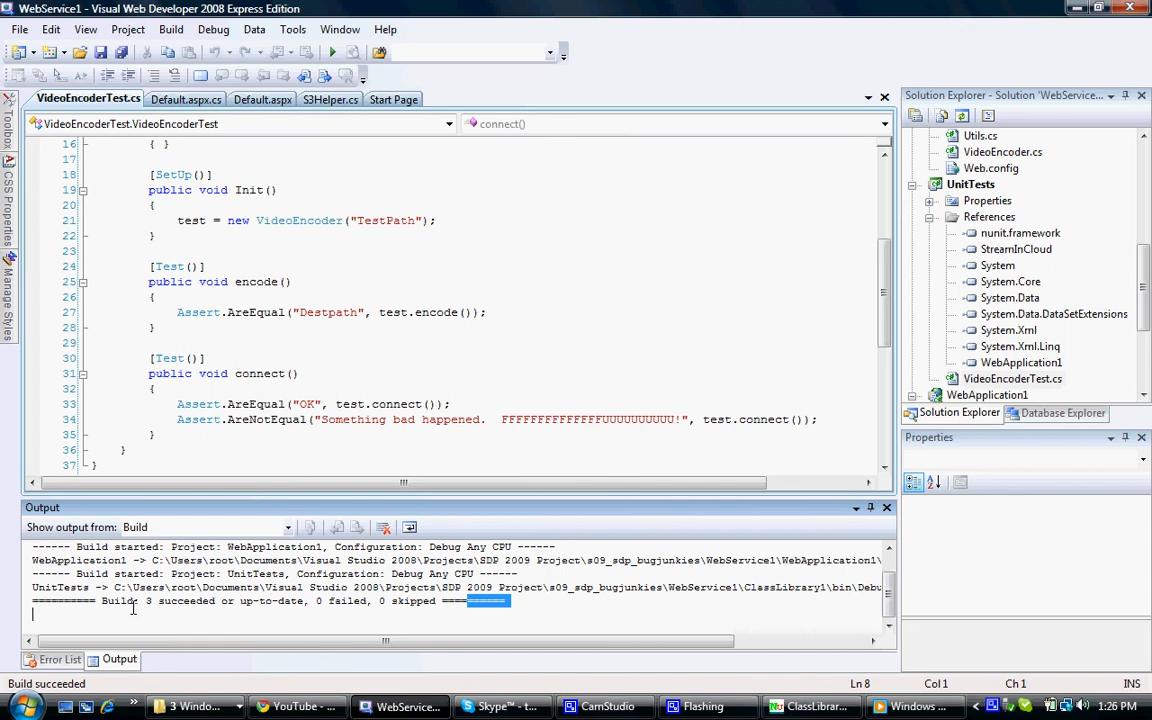 WebService1 - Visual Web Developer 2008 Express Edition
File Edit View Project Build Debug Data Tools Window Help
VideoEncoderTest.cs Default.aspx.cs Default.aspx S3Helper.cs Start Page
VideoEncoderTest.VideoEncoderTest connect()
16 { }
17
18 [SetUp()]
19 public void Init()
20 {
21 test = new VideoEncoder("TestPath");
22 }
23
24 [Test()]
25 public void encode()
26 {
27 Assert.AreEqual("Destpath", test.encode());
28 }
29
30 [Test()]
31 public void connect()
32 {
33 Assert.AreEqual("OK", test.connect());
34 Assert.AreNotEqual("Something bad happened.  FFFFFFFFFFFFFFUUUUUUUUUU!", test.connect());
35 }
36 }
37 }
Toolbox
CSS Properties
Manage Styles
Solution Explorer - Solution 'WebService...
Utils.cs
VideoEncoder.cs
Web.config
UnitTests
Properties
References
nunit.framework
StreamInCloud
System
System.Core
System.Data
System.Data.DataSetExtensions
System.Xml
System.Xml.Linq
WebApplication1
VideoEncoderTest.cs
WebApplication1
Solution Explorer Database Explorer
Properties
Output
Show output from: Build
------ Build started: Project: WebApplication1, Configuration: Debug Any CPU ------
WebApplication1 -> C:\Users\root\Documents\Visual Studio 2008\Projects\SDP 2009 Project\s09_sdp_bugjunkies\WebService1\WebApplication1\
------ Build started: Project: UnitTests, Configuration: Debug Any CPU ------
UnitTests -> C:\Users\root\Documents\Visual Studio 2008\Projects\SDP 2009 Project\s09_sdp_bugjunkies\WebService1\ClassLibrary1\bin\Debu
========== Build: 3 succeeded or up-to-date, 0 failed, 0 skipped ==========
Error List Output
Build succeeded Ln 8 Col 1 Ch 1 INS
3 Windo... YouTube - ... WebService... Skype™ - t... CamStudio Flashing ClassLibrar... Windows ... 1:26 PM